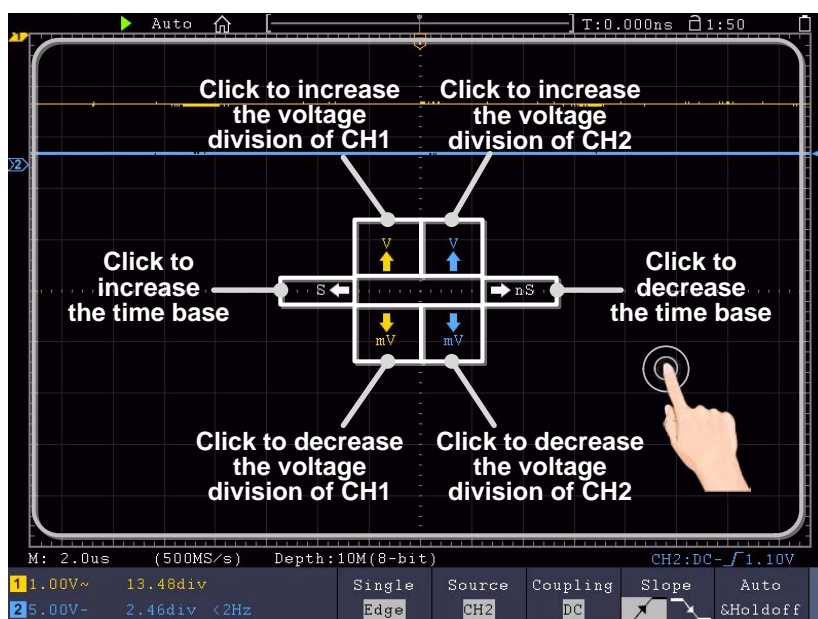 Auto [ ] T:0.000ns 1:50
1
Click to increase
the voltage
division of CH1
Click to increase
the voltage
division of CH2
2
V V
Click to
increase
the time base
S nS
Click to
decrease
the time base
mV mV
Click to decrease
the voltage
division of CH1
Click to decrease
the voltage
division of CH2
M: 2.0us (500MS/s) Depth:10M(8-bit) CH2:DC- 1.10V
1 1.00V~ 13.48div
2 5.00V- 2.46div <2Hz
Single
Edge
Source
CH2
Coupling
DC
Slope
Auto
&Holdoff